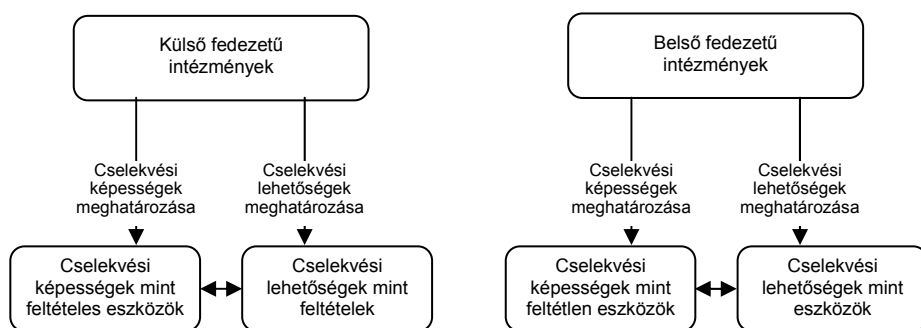 Külső fedezetű
intézmények
Cselekvési
képességek
meghatározása
Cselekvési
lehetőségek
meghatározása
Cselekvési
képességek mint
feltételes eszközök
Cselekvési
lehetőségek mint
feltételek
Belső fedezetű
intézmények
Cselekvési
képességek
meghatározása
Cselekvési
lehetőségek
meghatározása
Cselekvési
képességek mint
feltétlen eszközök
Cselekvési
lehetőségek mint
eszközök